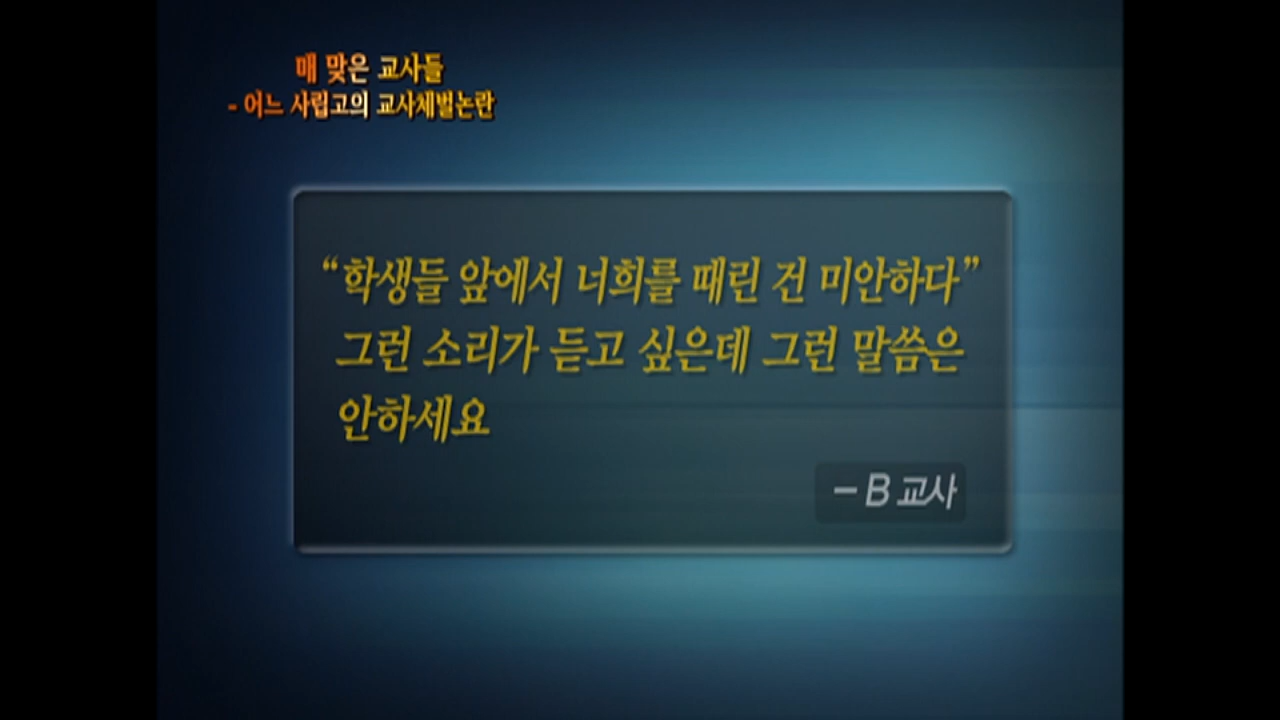 매 맞은 교사들
- 어느 사립고의 교사체벌논란
“학생들 앞에서 너희를 때린 건 미안하다”
그런 소리가 듣고 싶은데 그런 말씀은
안하세요
- B 교사